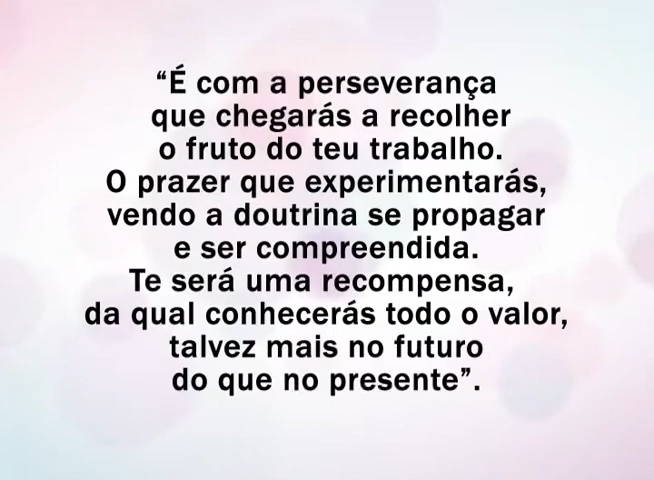 “É com a perseverança
que chegarás a recolher
o fruto do teu trabalho.
O prazer que experimentarás,
vendo a doutrina se propagar
e ser compreendida.
Te será uma recompensa,
da qual conhecerás todo o valor,
talvez mais no futuro
do que no presente”.